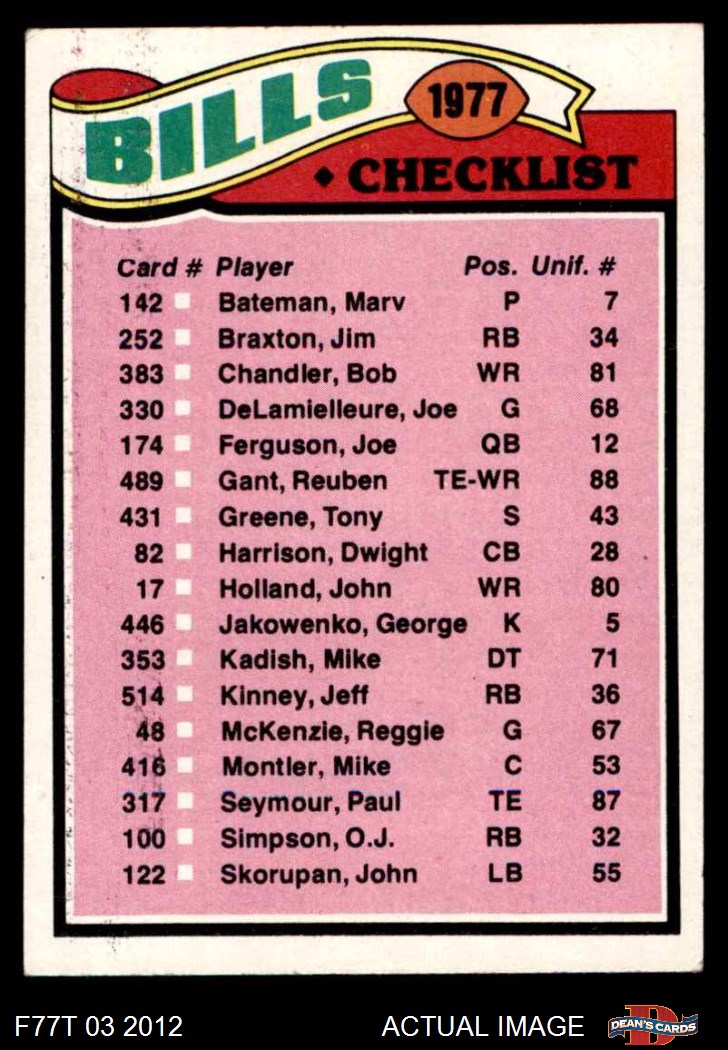 BILLS
1977
♦ CHECKLIST
Card # Player Pos. Unif. #
142 Bateman, Marv P 7
252 Braxton, Jim RB 34
383 Chandler, Bob WR 81
330 DeLamielleure, Joe G 68
174 Ferguson, Joe QB 12
489 Gant, Reuben TE-WR 88
431 Greene, Tony S 43
82 Harrison, Dwight CB 28
17 Holland, John WR 80
446 Jakowenko, George K 5
353 Kadish, Mike DT 71
514 Kinney, Jeff RB 36
48 McKenzie, Reggie G 67
416 Montler, Mike C 53
317 Seymour, Paul TE 87
100 Simpson, O.J. RB 32
122 Skorupan, John LB 55
F77T 03 2012 ACTUAL IMAGE
D
DEAN'S CARDS